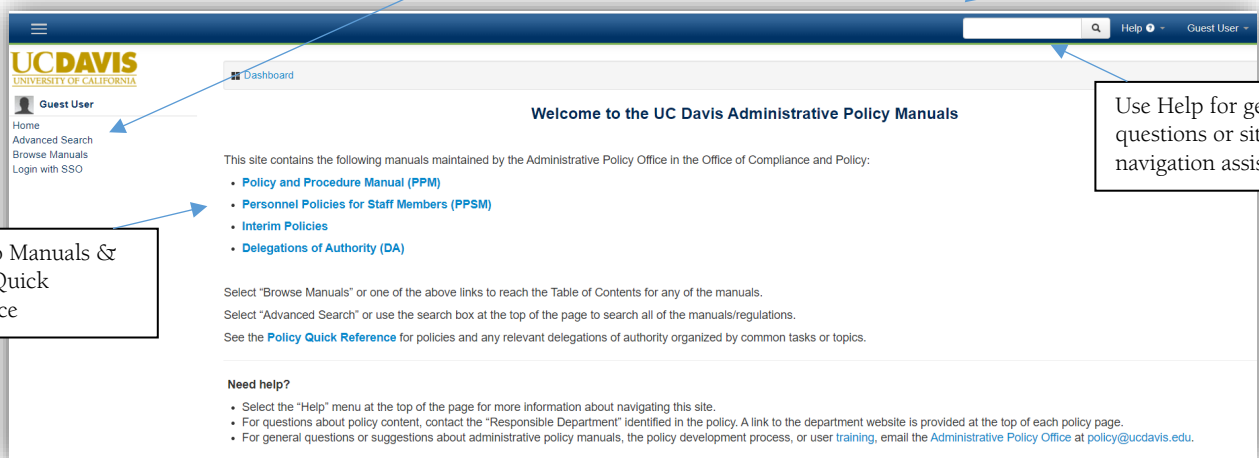 Help
Guest User
UCDAVIS
UNIVERSITY OF CALIFORNIA
Guest User
Home
Advanced Search
Browse Manuals
Login with SSO
Dashboard
Welcome to the UC Davis Administrative Policy Manuals
This site contains the following manuals maintained by the Administrative Policy Office in the Office of Compliance and Policy:
• Policy and Procedure Manual (PPM)
• Personnel Policies for Staff Members (PPSM)
• Interim Policies
• Delegations of Authority (DA)
Select "Browse Manuals" or one of the above links to reach the Table of Contents for any of the manuals.
Select "Advanced Search" or use the search box at the top of the page to search all of the manuals/regulations.
See the Policy Quick Reference for policies and any relevant delegations of authority organized by common tasks or topics.
Need help?
• Select the "Help" menu at the top of the page for more information about navigating this site.
• For questions about policy content, contact the "Responsible Department" identified in the policy. A link to the department website is provided at the top of each policy page.
• For general questions or suggestions about administrative policy manuals, the policy development process, or user training, email the Administrative Policy Office at policy@ucdavis.edu.
Use Help for
questions or
navigation
Manuals &
Quick